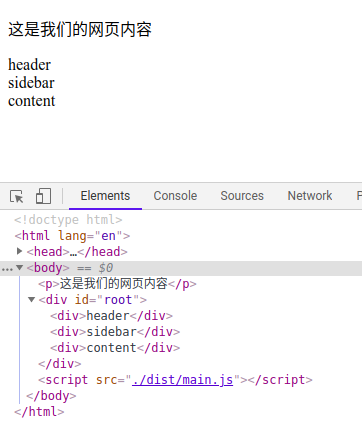 这是我们的网页内容
header
sidebar
content
Elements Console Sources Network
<!doctype html>
<html lang="en">
<head>…</head>
<body> == $0
<p>这是我们的网页内容</p>
<div id="root">
<div>header</div>
<div>sidebar</div>
<div>content</div>
</div>
<script src="./dist/main.js"></script>
</body>
</html>